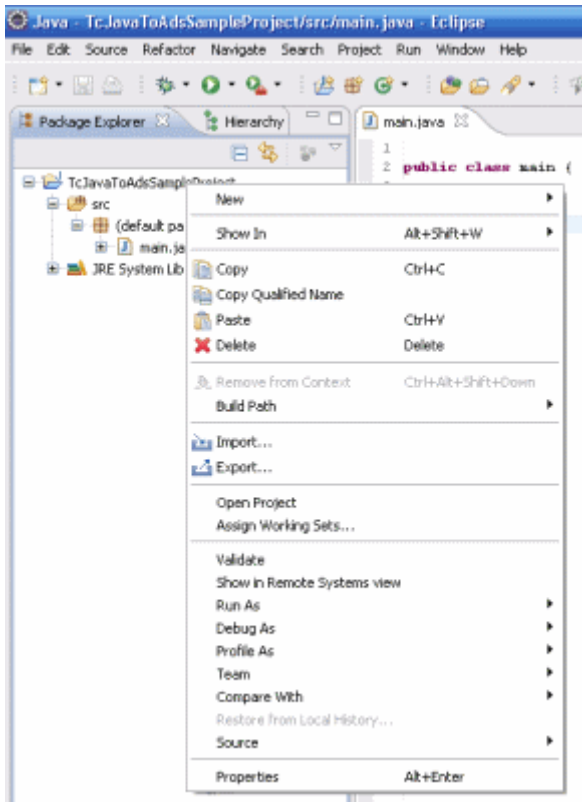 Java - TcJavaToAdsSampleProject/src/main.java - Eclipse
File Edit Source Refactor Navigate Search Project Run Window Help
Package Explorer Hierarchy main.java
1
2 public class main {
TcJavaToAdsSampleProject
src
(default pa
main.ja
JRE System Lib
New
Show In Alt+Shift+W
Copy Ctrl+C
Copy Qualified Name
Paste Ctrl+V
Delete Delete
Remove from Context Ctrl+Alt+Shift+Down
Build Path
Import...
Export...
Open Project
Assign Working Sets...
Validate
Show in Remote Systems view
Run As
Debug As
Profile As
Team
Compare With
Restore from Local History...
Source
Properties Alt+Enter